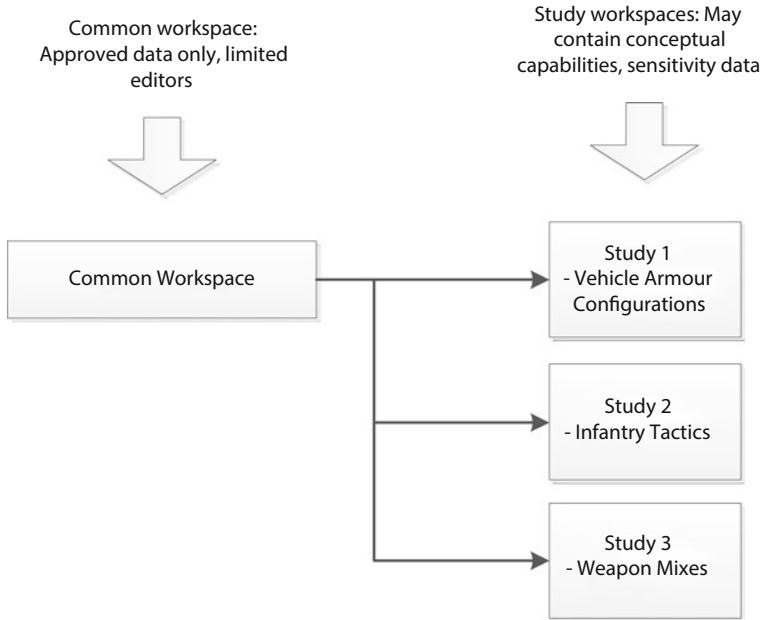 Common workspace:
Approved data only, limited
editors
Study workspaces: May
contain conceptual
capabilities, sensitivity data
Common Workspace
Study 1
- Vehicle Armour
Configurations
Study 2
- Infantry Tactics
Study 3
- Weapon Mixes